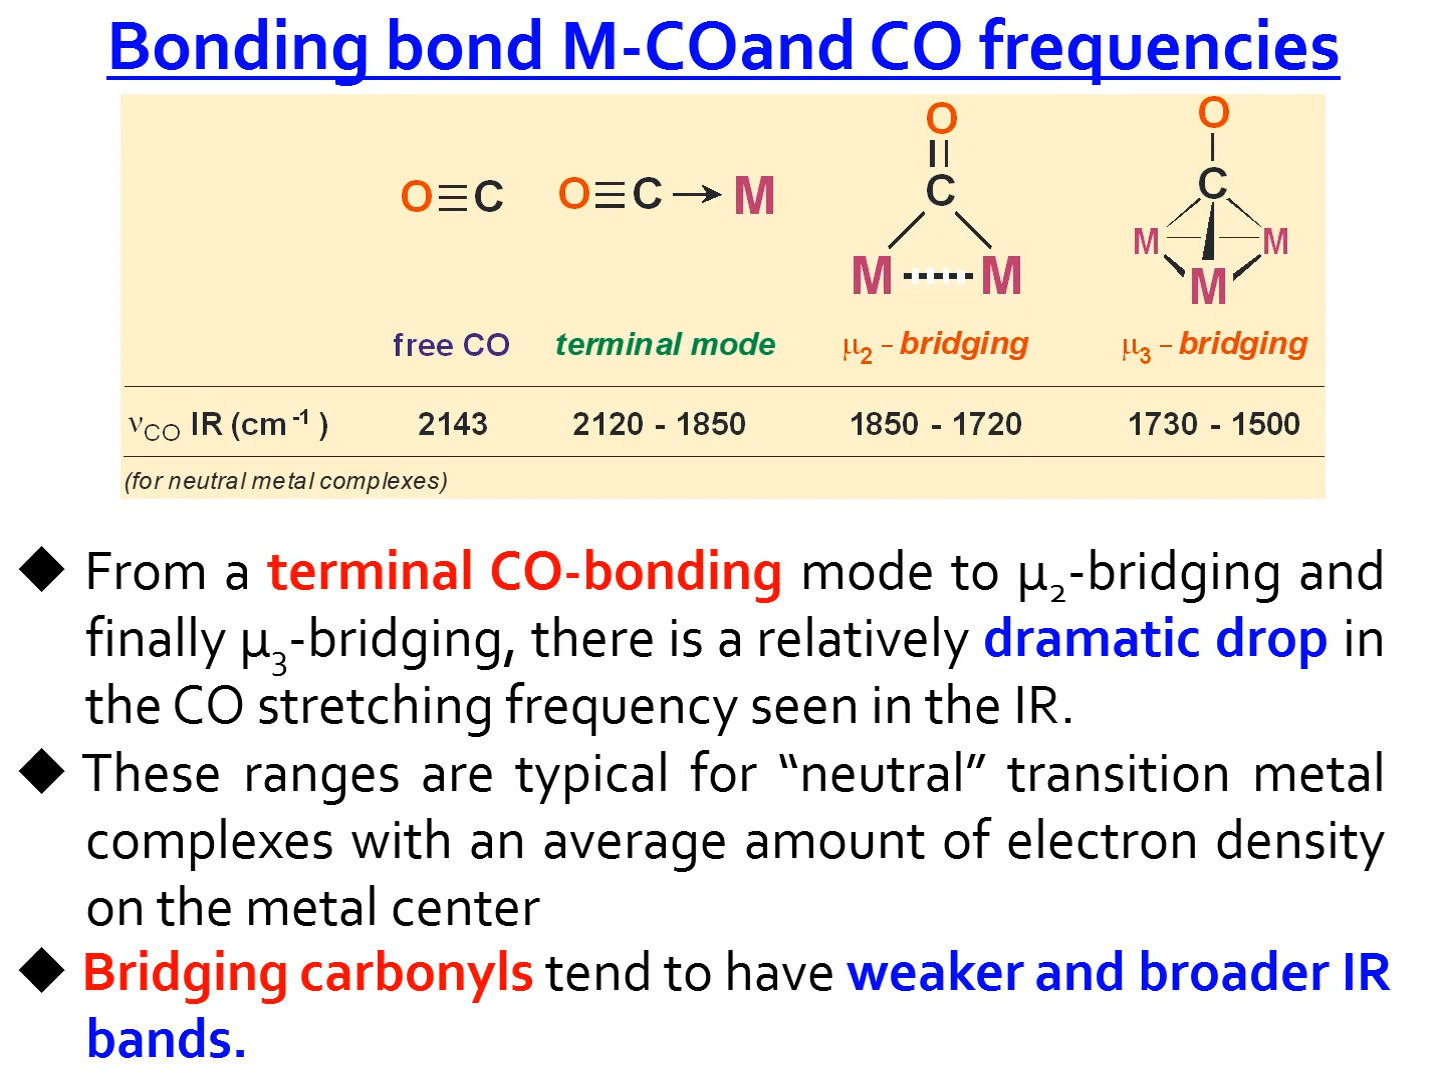 Bonding bond M-COand CO frequencies
O≡C O≡C→M O=C M M O C M M M
free CO terminal mode μ2 – bridging μ3 – bridging
νCO IR (cm-1 ) 2143 2120 - 1850 1850 - 1720 1730 - 1500
(for neutral metal complexes)
◆ From a terminal CO-bonding mode to μ2-bridging and
finally μ3-bridging, there is a relatively dramatic drop in
the CO stretching frequency seen in the IR.
◆ These ranges are typical for “neutral” transition metal
complexes with an average amount of electron density
on the metal center
◆ Bridging carbonyls tend to have weaker and broader IR
bands.